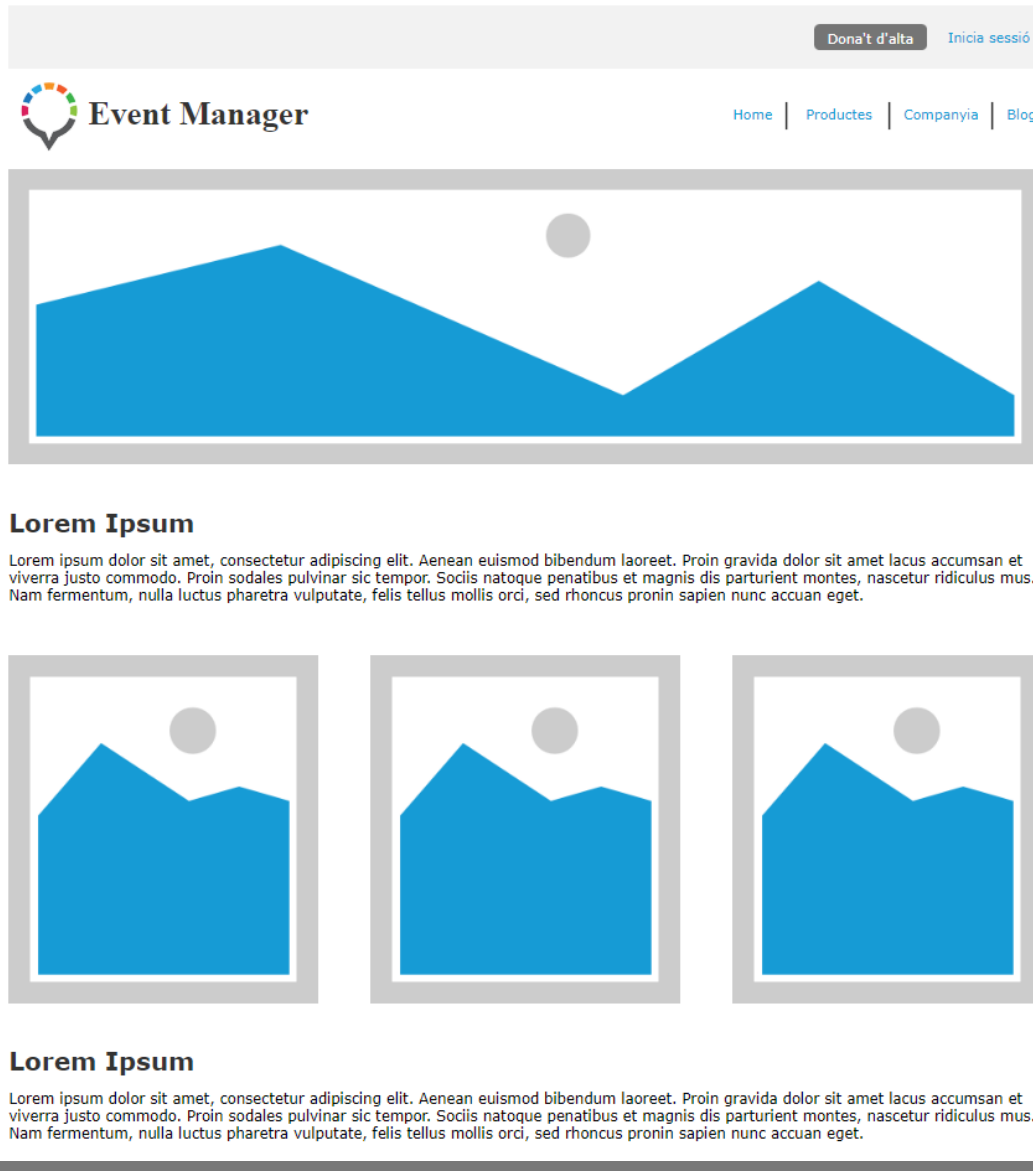 Dona't d'alta Inicia sessió
Event Manager
Home Productes Companyia Blog
Lorem Ipsum
Lorem ipsum dolor sit amet, consectetur adipiscing elit. Aenean euismod bibendum laoreet. Proin gravida dolor sit amet lacus accumsan et
viverra justo commodo. Proin sodales pulvinar sic tempor. Sociis natoque penatibus et magnis dis parturient montes, nascetur ridiculus mus.
Nam fermentum, nulla luctus pharetra vulputate, felis tellus mollis orci, sed rhoncus pronin sapien nunc accuan eget.
Lorem Ipsum
Lorem ipsum dolor sit amet, consectetur adipiscing elit. Aenean euismod bibendum laoreet. Proin gravida dolor sit amet lacus accumsan et
viverra justo commodo. Proin sodales pulvinar sic tempor. Sociis natoque penatibus et magnis dis parturient montes, nascetur ridiculus mus.
Nam fermentum, nulla luctus pharetra vulputate, felis tellus mollis orci, sed rhoncus pronin sapien nunc accuan eget.